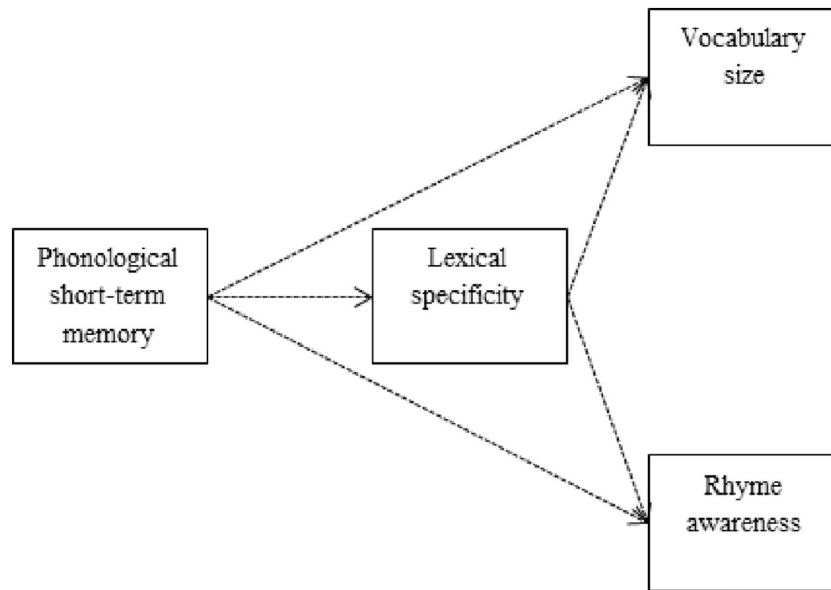 Vocabulary
size
Phonological
short-term
memory
Lexical
specificity
Rhyme
awareness